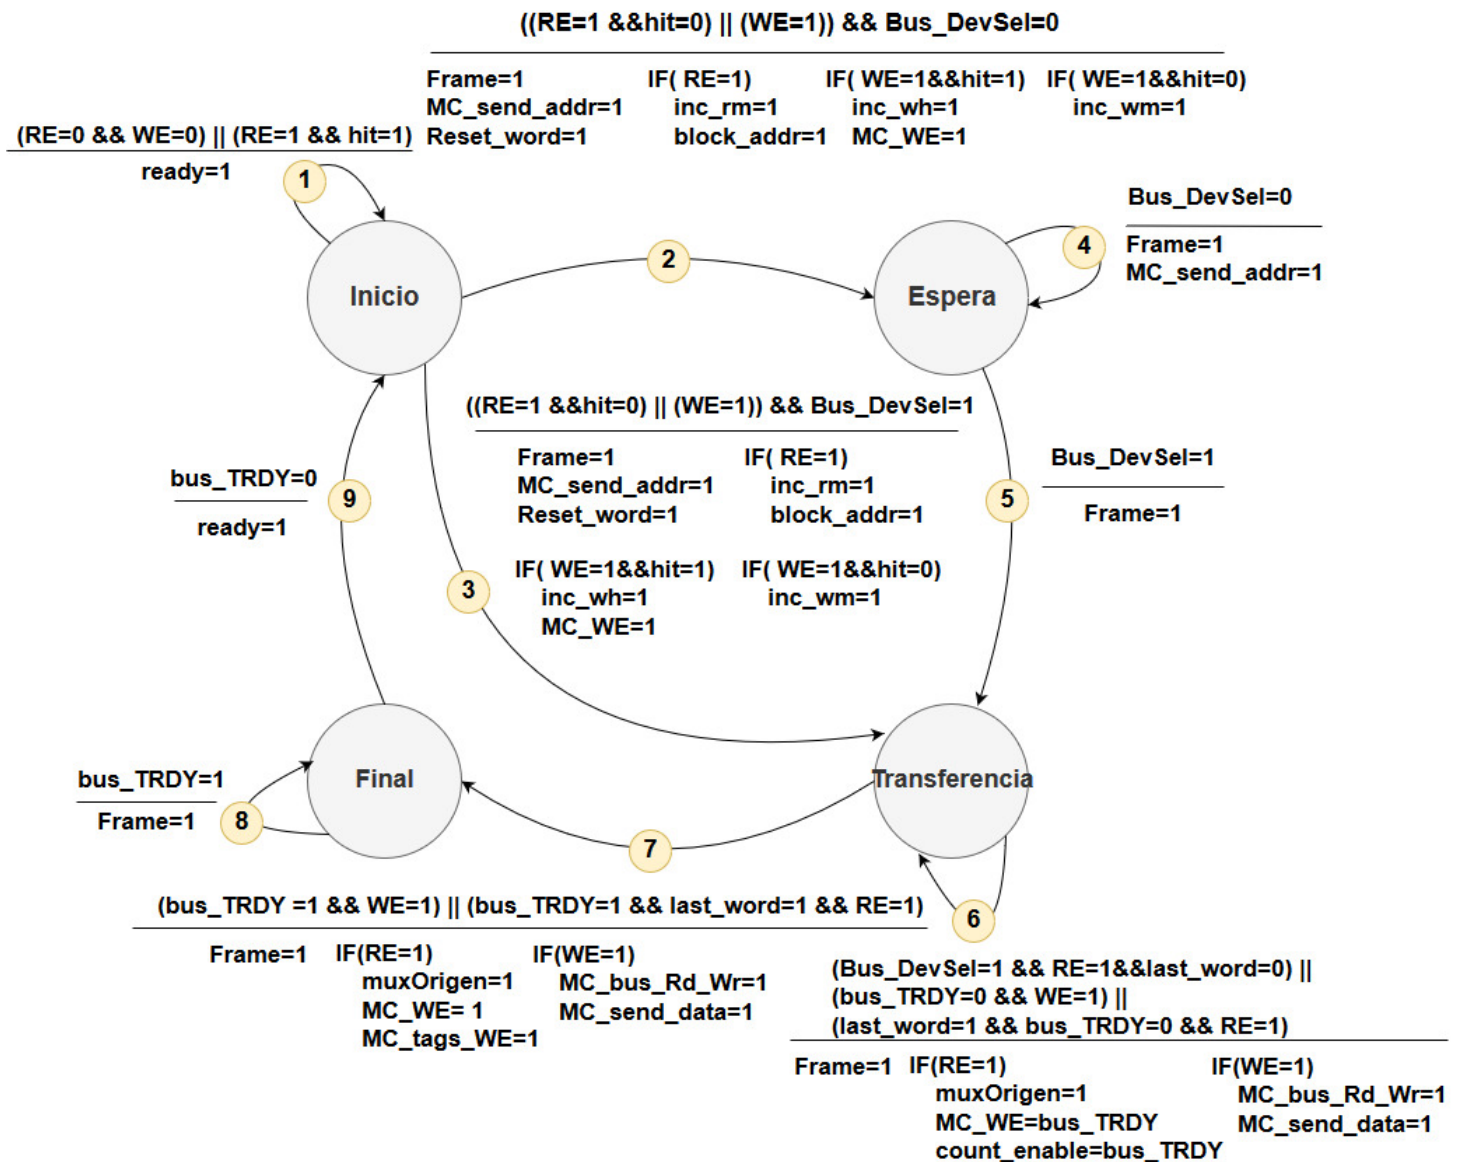 ((RE=1 &&hit=0) || (WE=1)) && Bus_DevSel=0
Frame=1
MC_send_addr=1
Reset_word=1
IF( RE=1)
inc_rm=1
block_addr=1
IF( WE=1&&hit=1)
inc_wh=1
MC_WE=1
IF( WE=1&&hit=0)
inc_wm=1
(RE=0 && WE=0) || (RE=1 && hit=1)
ready=1
1
Inicio
2
Espera
Bus_DevSel=0
4
Frame=1
MC_send_addr=1
((RE=1 &&hit=0) || (WE=1)) && Bus_DevSel=1
Frame=1
MC_send_addr=1
Reset_word=1
IF( RE=1)
inc_rm=1
block_addr=1
IF( WE=1&&hit=1)
inc_wh=1
MC_WE=1
IF( WE=1&&hit=0)
inc_wm=1
3
Bus_DevSel=1
5
Frame=1
bus_TRDY=0
9
ready=1
Final
Transferencia
bus_TRDY=1
Frame=1
8
7
(bus_TRDY =1 && WE=1) || (bus_TRDY=1 && last_word=1 && RE=1)
Frame=1
IF(RE=1)
muxOrigen=1
MC_WE= 1
MC_tags_WE=1
IF(WE=1)
MC_bus_Rd_Wr=1
MC_send_data=1
6
(Bus_DevSel=1 && RE=1&&last_word=0) ||
(bus_TRDY=0 && WE=1) ||
(last_word=1 && bus_TRDY=0 && RE=1)
Frame=1
IF(RE=1)
muxOrigen=1
MC_WE=bus_TRDY
count_enable=bus_TRDY
IF(WE=1)
MC_bus_Rd_Wr=1
MC_send_data=1